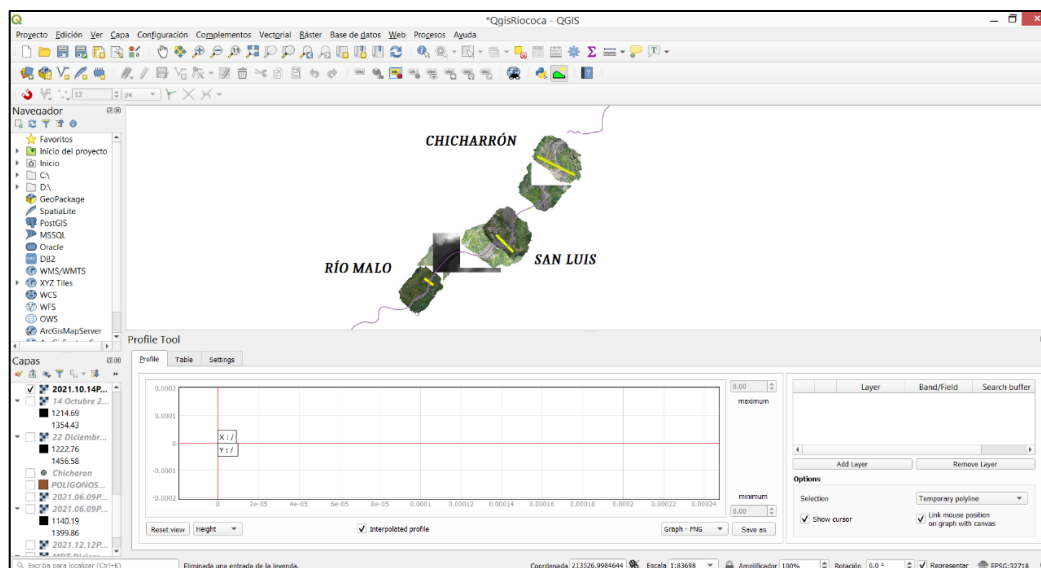 *QgisRiococa — QGIS
Proyecto Edición Ver Capa Configuración Complementos Vectorial Ráster Base de datos Web Procesos Ayuda
12 px
Navegador
Favoritos
Inicio del proyecto
Inicio
C:\
D:\
GeoPackage
SpatiaLite
PostGIS
MSSQL
Oracle
DB2
WMS/WMTS
XYZ Tiles
WCS
WFS
OWS
ArcGisMapServer
CHICHARRÓN
SAN LUIS
RÍO MALO
Capas
2021.10.14P...
14 Octubre 2...
1214.69
1354.43
22 Diciembr...
1222.76
1456.58
Chicharon
POLIGONOS...
2021.06.09P...
2021.06.09P...
1140.19
1399.86
2021.12.12P...
Profile Tool
Profile Table Settings
0.0002
0.0001
0
-0.0001
-0.0002
X : /
Y : /
0 2e-05 4e-05 6e-05 8e-05 0.0001 0.00012 0.00014 0.00016 0.00018 0.0002 0.00022 0.00024
0.00
maximum
minimum
0.00
Reset view Height Interpolated profile Graph - PNG Save as
Layer Band/Field Search buffer
Add Layer Remove Layer
Options
Selection Temporary polyline
Show cursor Link mouse position
on graph with canvas
Escriba para localizar (Ctrl+K) Eliminada una entrada de la leyenda. Coordenada 213526.9984644 Escala 1:83698 Amplificador 100% Rotación 0.0 ° Representar EPSG:32718